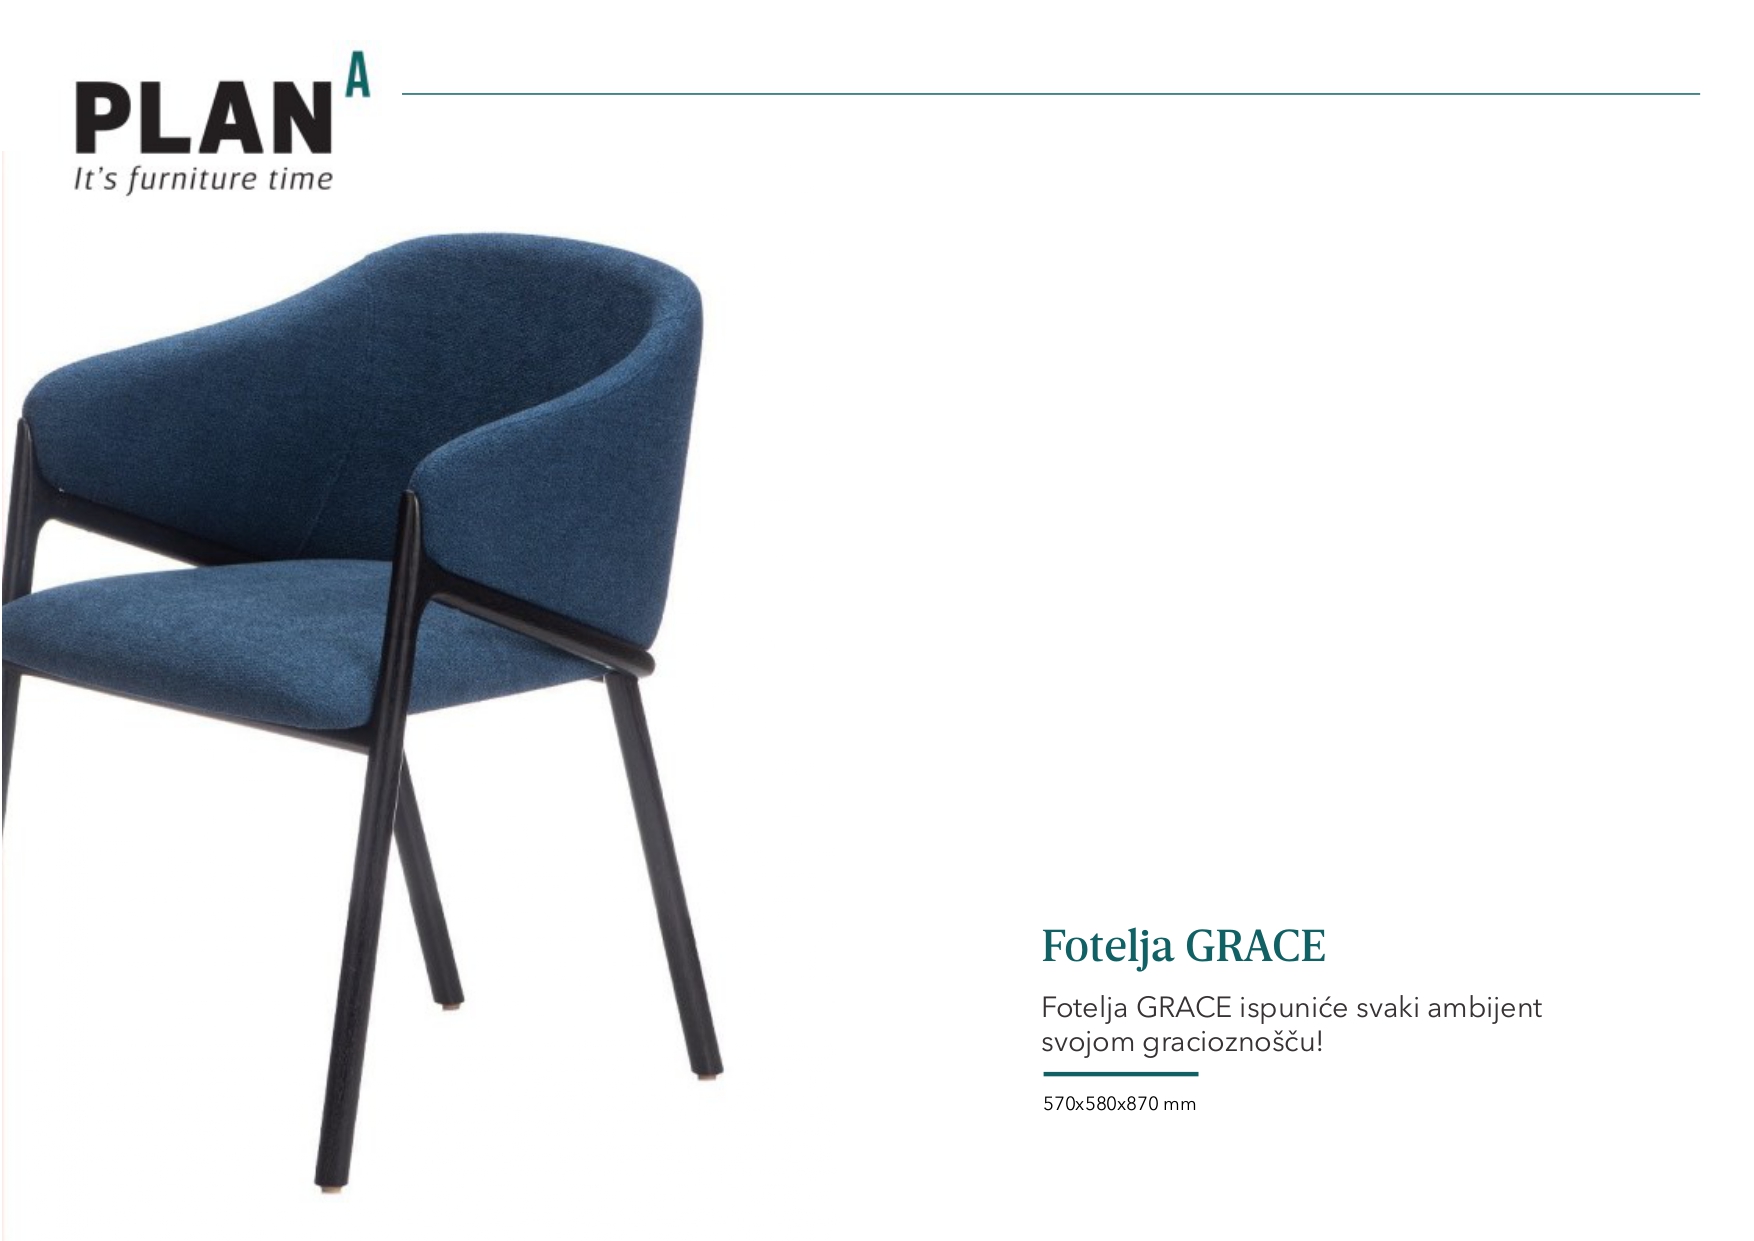 PLAN A
It's furniture time
Fotelja GRACE
Fotelja GRACE ispuniće svaki ambijent
svojom gracioznošču!
570x580x870 mm